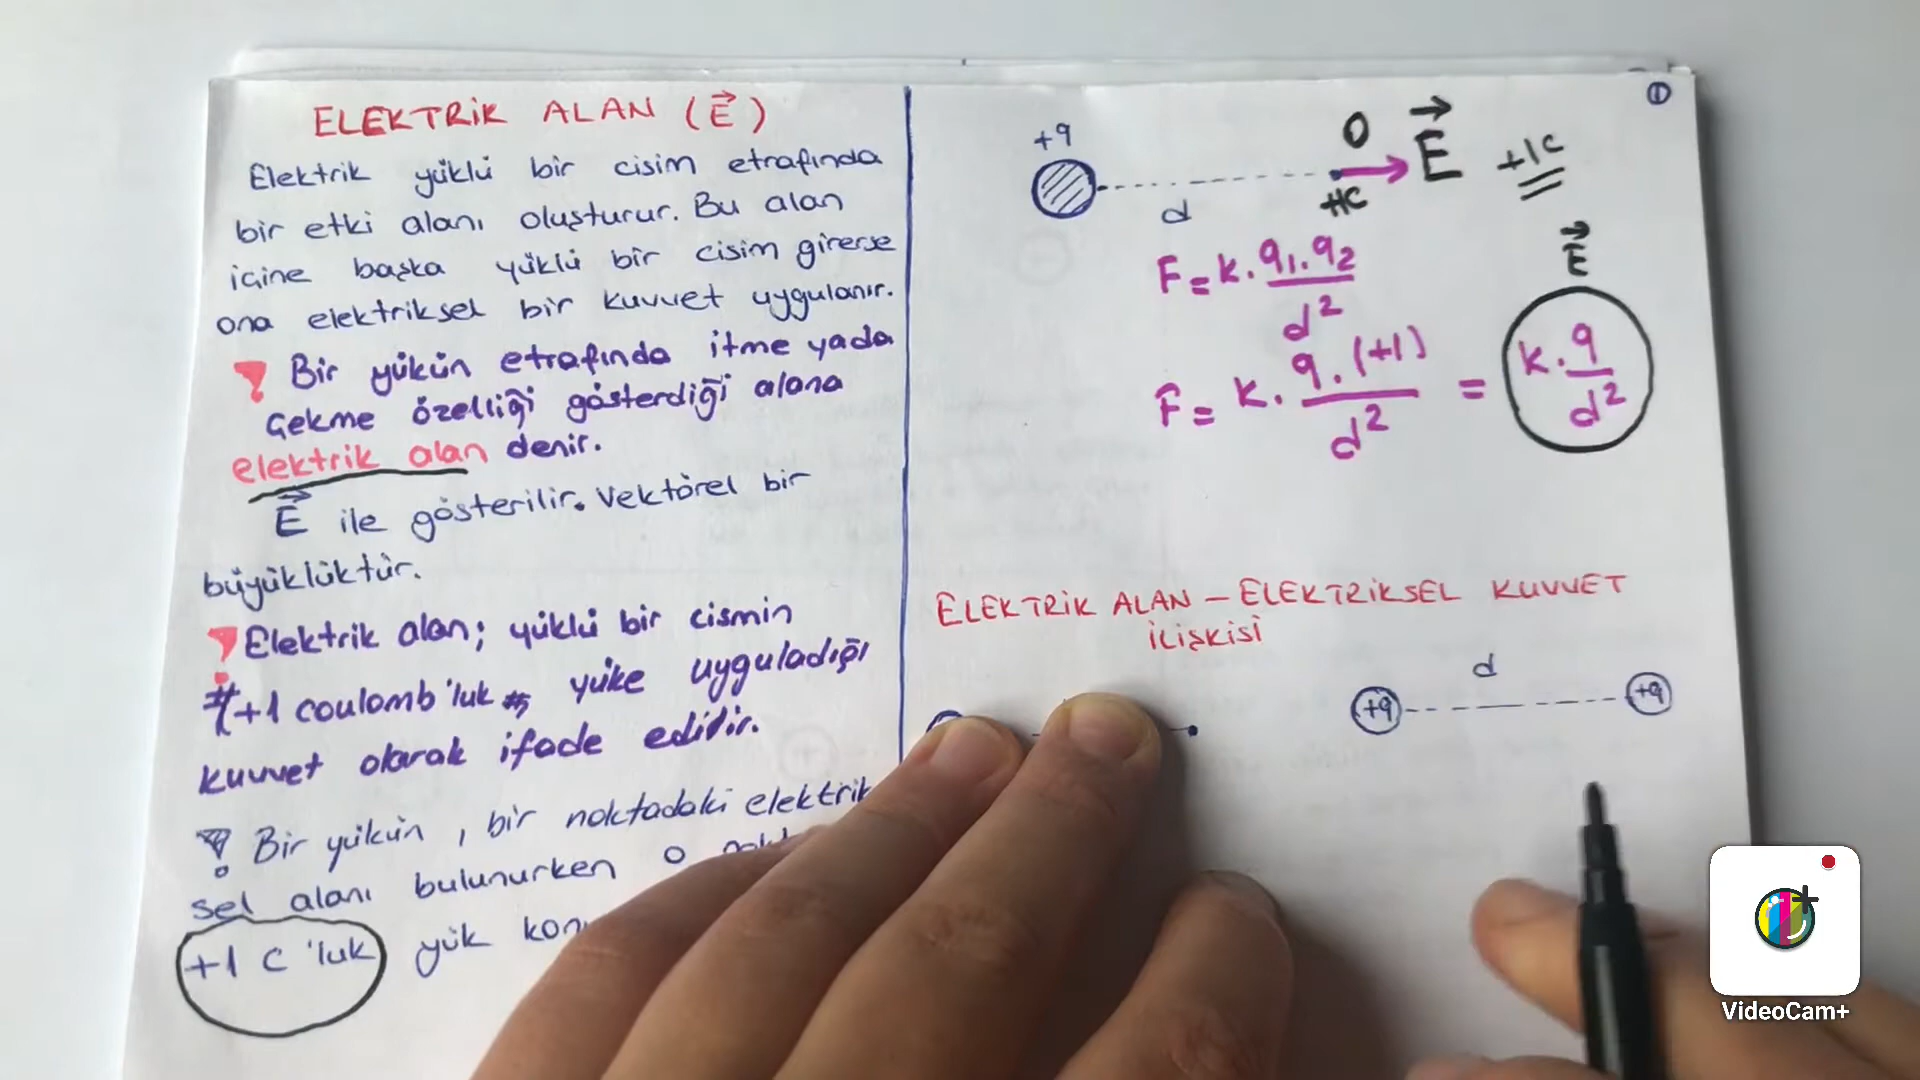 ELEKTRİK ALAN (E)
Elektrik yüklü bir cisim etrafında
bir etki alanı oluşturur. Bu alan
içine başka yüklü bir cisim girerse
ona elektriksel bir kuvvet uygulanır.
! Bir yükün etrafında itme yada
çekme özelliği gösterdiği alana
elektrik alan denir.
E ile gösterilir. Vektörel bir
büyüklüktür.
! Elektrik alan; yüklü bir cismin
+1 coulomb'luk yüke uyguladığı
kuvvet olarak ifade edilir.
! Bir yükün, bir noktadaki elektrik
sel alanı bulunurken o
+1 C 'luk yük
1
+q
d
O
E
+1C
F = k. q1.q2 / d²
E
F = k. q.(+1) / d² = k. q / d²
ELEKTRİK ALAN – ELEKTRİKSEL KUVVET
İLİŞKİSİ
+q d +q
VideoCam+